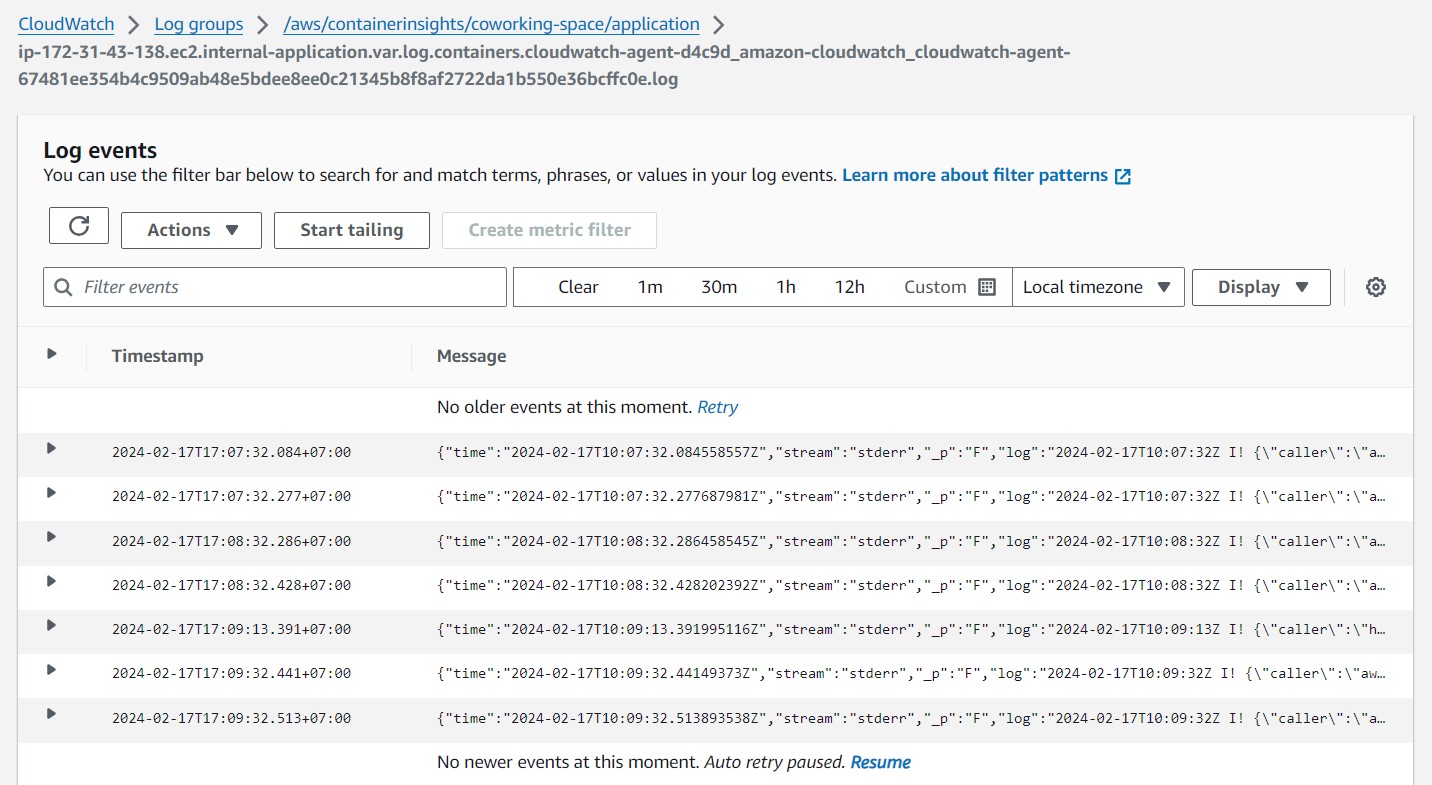 CloudWatch > Log groups > /aws/containerinsights/coworking-space/application >
ip-172-31-43-138.ec2.internal-application.var.log.containers.cloudwatch-agent-d4c9d_amazon-cloudwatch_cloudwatch-agent-
67481ee354b4c9509ab48e5bdee8ee0c21345b8f8af2722da1b550e36bcffc0e.log
Log events
You can use the filter bar below to search for and match terms, phrases, or values in your log events. Learn more about filter patterns
Actions Start tailing Create metric filter
Filter events Clear 1m 30m 1h 12h Custom Local timezone Display
Timestamp Message
No older events at this moment. Retry
2024-02-17T17:07:32.084+07:00 {"time":"2024-02-17T10:07:32.084558557Z","stream":"stderr","_p":"F","log":"2024-02-17T10:07:32Z I! {\"caller\":\"a…
2024-02-17T17:07:32.277+07:00 {"time":"2024-02-17T10:07:32.277687981Z","stream":"stderr","_p":"F","log":"2024-02-17T10:07:32Z I! {\"caller\":\"a…
2024-02-17T17:08:32.286+07:00 {"time":"2024-02-17T10:08:32.286458545Z","stream":"stderr","_p":"F","log":"2024-02-17T10:08:32Z I! {\"caller\":\"a…
2024-02-17T17:08:32.428+07:00 {"time":"2024-02-17T10:08:32.428202392Z","stream":"stderr","_p":"F","log":"2024-02-17T10:08:32Z I! {\"caller\":\"a…
2024-02-17T17:09:13.391+07:00 {"time":"2024-02-17T10:09:13.391995116Z","stream":"stderr","_p":"F","log":"2024-02-17T10:09:13Z I! {\"caller\":\"h…
2024-02-17T17:09:32.441+07:00 {"time":"2024-02-17T10:09:32.44149373Z","stream":"stderr","_p":"F","log":"2024-02-17T10:09:32Z I! {\"caller\":\"aw…
2024-02-17T17:09:32.513+07:00 {"time":"2024-02-17T10:09:32.513893538Z","stream":"stderr","_p":"F","log":"2024-02-17T10:09:32Z I! {\"caller\":\"a…
No newer events at this moment. Auto retry paused. Resume